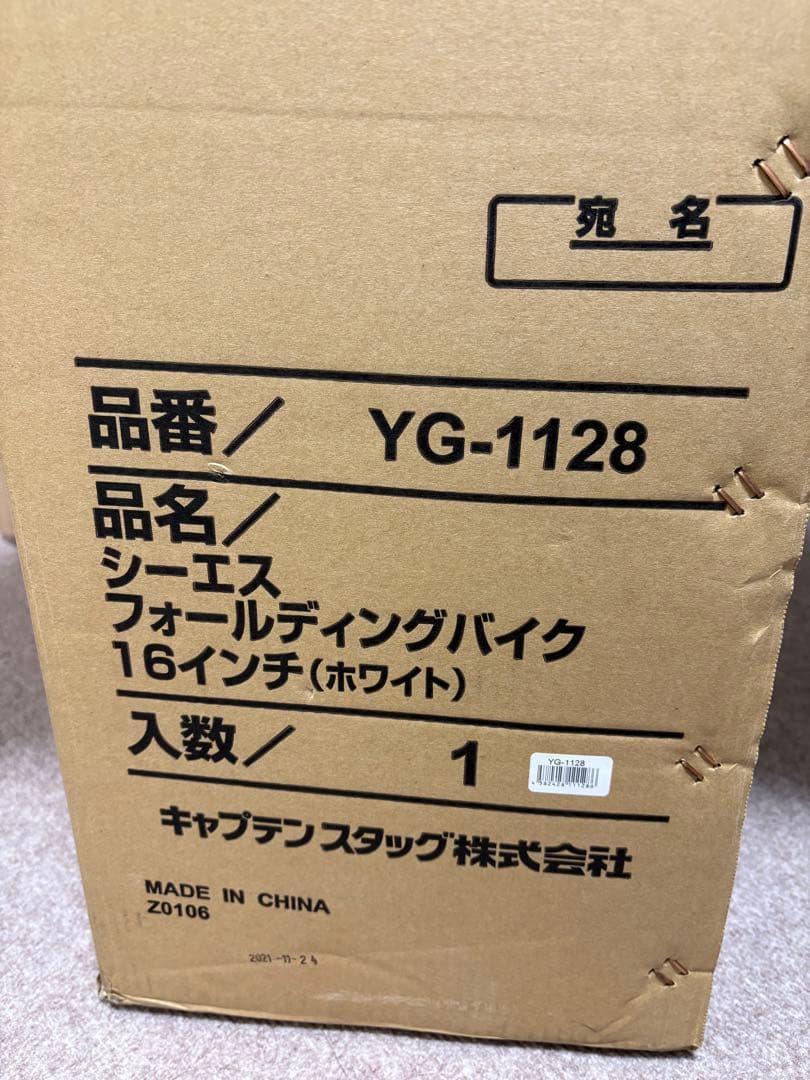 宛 名
品番/ YG-1128
品名/
シーエス
フォールディングバイク
16インチ(ホワイト)
入数/ 1
YG-1128
4562428111286
キャプテンスタッグ株式会社
MADE IN CHINA
Z0106
2021-11-24